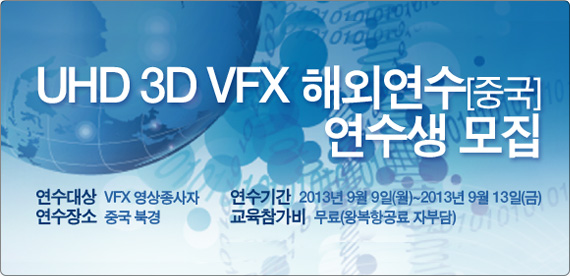 UHD 3D VFX 해외연수[중국]
연수생 모집
연수대상 VFX 영상종사자 연수기간 2013년 9월 9일(월)~2013년 9월 13일(금)
연수장소 중국 북경 교육참가비 무료(왕복항공료 자부담)